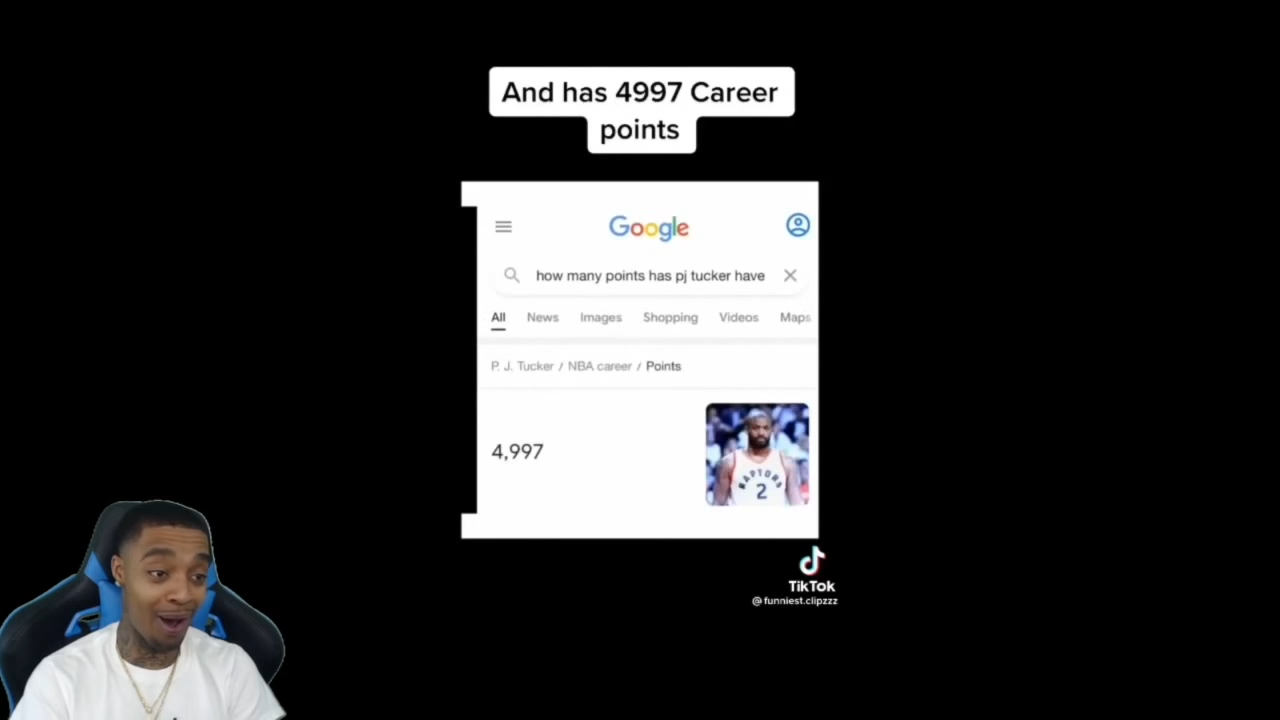 And has 4997 Career
points
Google
how many points has pj tucker have
All News Images Shopping Videos Maps
P. J. Tucker / NBA career / Points
4,997
RAPTORS
2
TikTok
@funniest.clipzzz